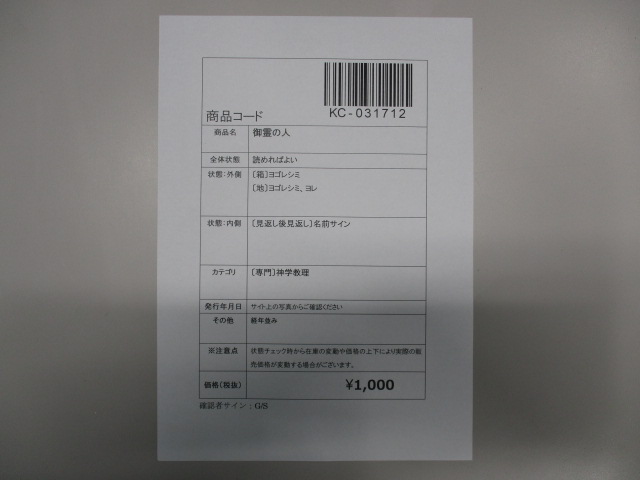 商品コード
KC-031712
商品名 御霊の人
全体状態 読めればよい
状態:外側 〔箱〕ヨゴレシミ
〔地〕ヨゴレシミ、ヨレ
状態:内側 〔見返し後見返し〕名前サイン
カテゴリ 〔専門〕神学教理
発行年月日 サイト上の写真からご確認ください
その他 経年並み
※注意点 状態チェック時から在庫の変動や価格の上下により実際の販
売価格が変動する場合がございます。
価格(税抜) ¥1,000
確認者サイン:G/S